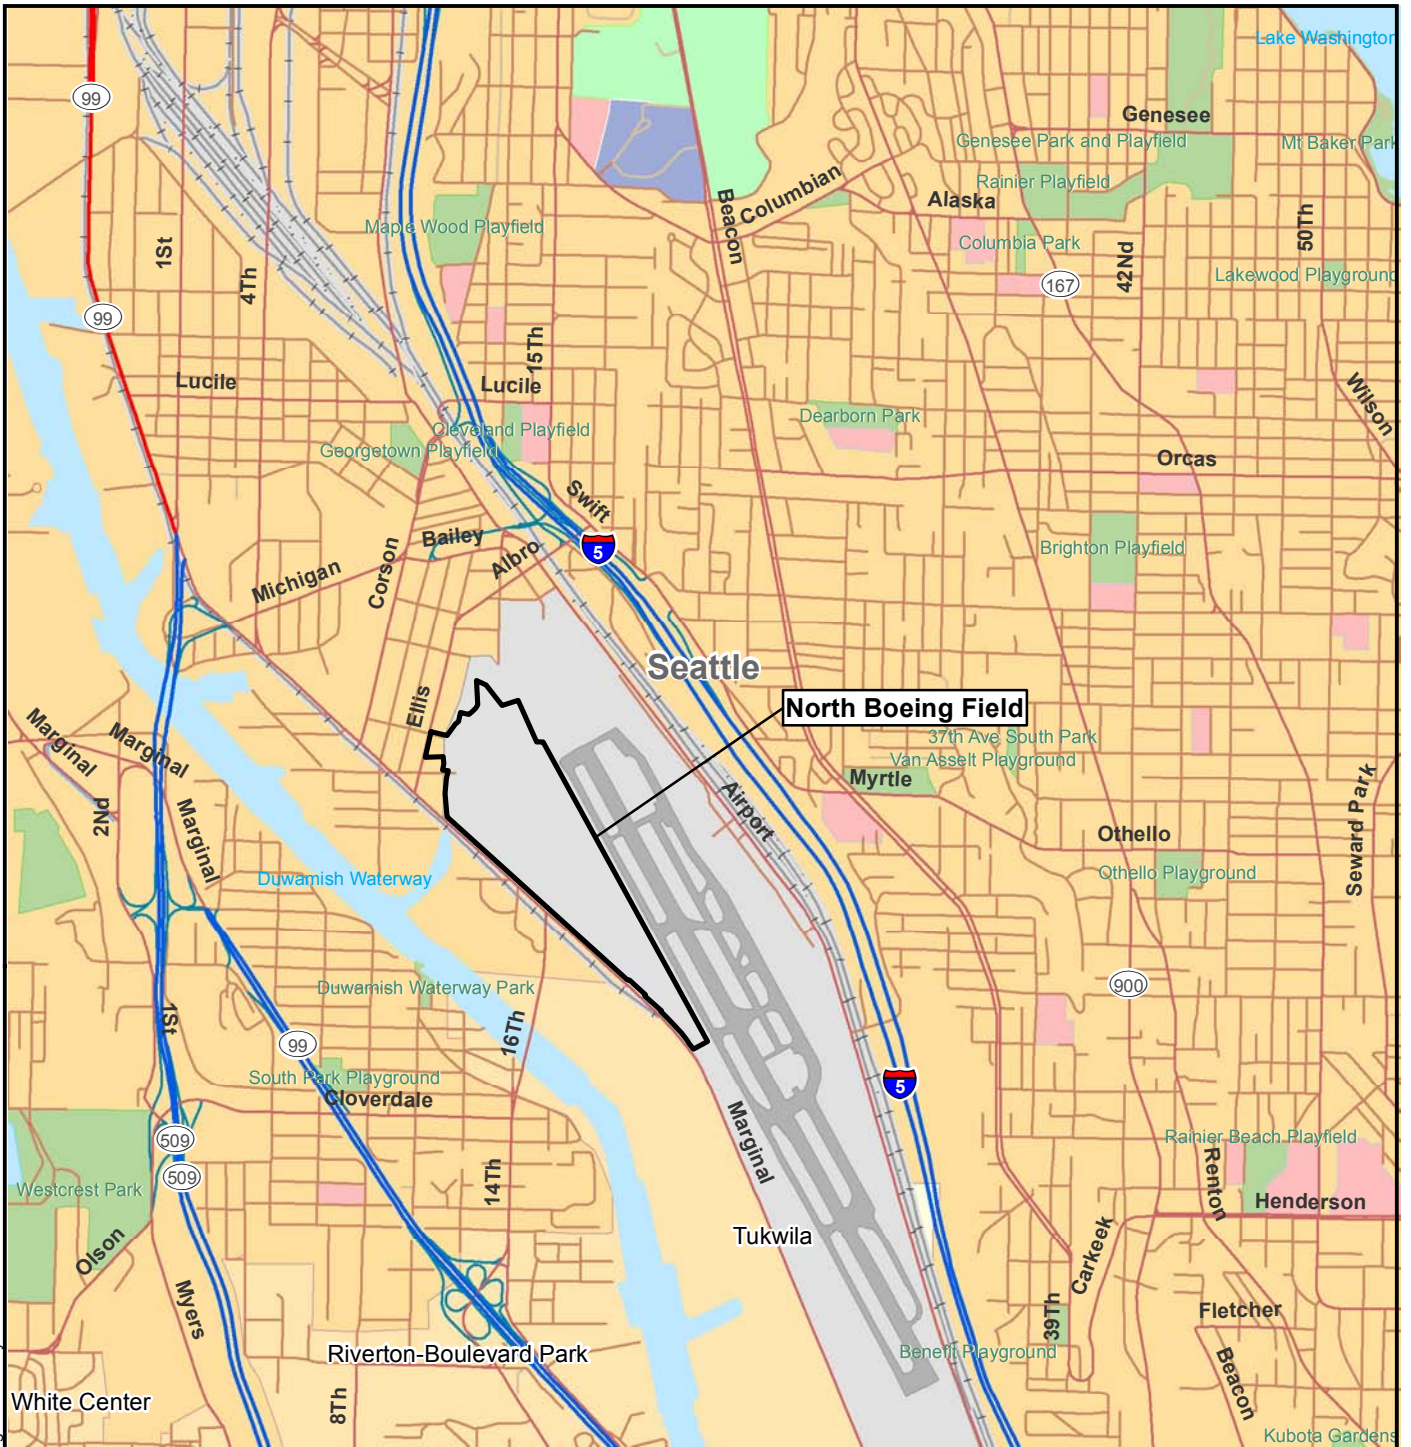 Lake Washington
99
Genesee
Genesee Park and Playfield
Mt Baker Park
Rainier Playfield
Columbian
Alaska
Beacon
Maple Wood Playfield
Columbia Park
50Th
1St
4Th
42Nd
Lakewood Playground
167
99
15Th
Lucile
Lucile
Wilson
Dearborn Park
Cleveland Playfield
Georgetown Playfield
Orcas
Swift
Bailey
Albro
5
Brighton Playfield
Corson
Michigan
Seattle
Ellis
North Boeing Field
37th Ave South Park
Van Asselt Playground
Myrtle
Marginal
Marginal
Airport
2Nd
Marginal
Othello
Seward Park
Othello Playground
Duwamish Waterway
Duwamish Waterway Park
900
1St
16Th
99
South Park Playground
Cloverdale
5
Marginal
509
509
Rainier Beach Playfield
14Th
Westcrest Park
Renton
Henderson
Olson
Tukwila
Carkeek
Myers
39Th
Fletcher
Riverton-Boulevard Park
Benefit Playground
Beacon
White Center
8Th
Kubota Gardens